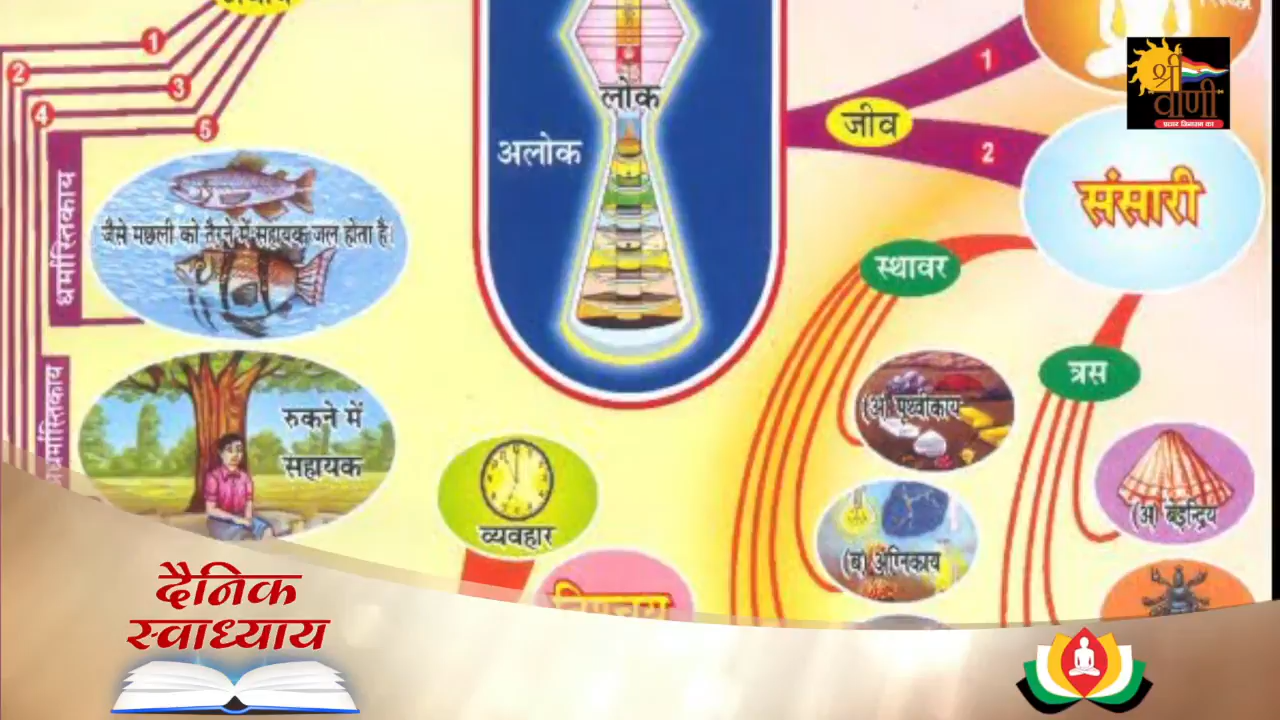 1
2
3
4
5
धर्मास्तिकाय
जैसे मछली को तैरने में सहायक जल होता है।
रुकने में
सहायक
लोक
अलोक
व्यवहार
जीव
1
2
संसारी
स्थावर
त्रस
(अ) पृथ्वीकाय
(ब) अग्निकाय
(अ) बेइन्द्रिय
श्री
वाणी
दैनिक
स्वाध्याय